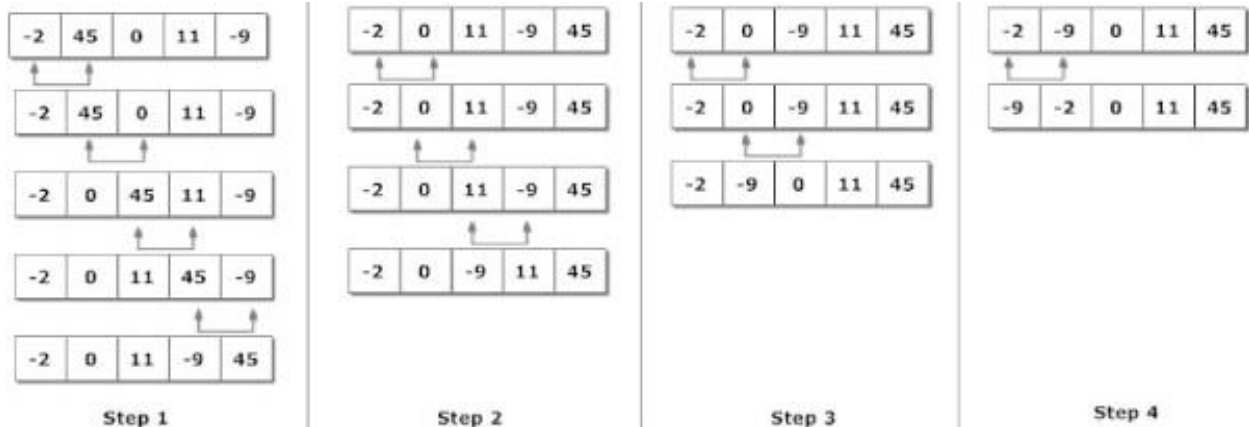 -2 45 0 11 -9
-2 45 0 11 -9
-2 0 45 11 -9
-2 0 11 45 -9
-2 0 11 -9 45
Step 1
-2 0 11 -9 45
-2 0 11 -9 45
-2 0 11 -9 45
-2 0 -9 11 45
Step 2
-2 0 -9 11 45
-2 0 -9 11 45
-2 -9 0 11 45
Step 3
-2 -9 0 11 45
-9 -2 0 11 45
Step 4